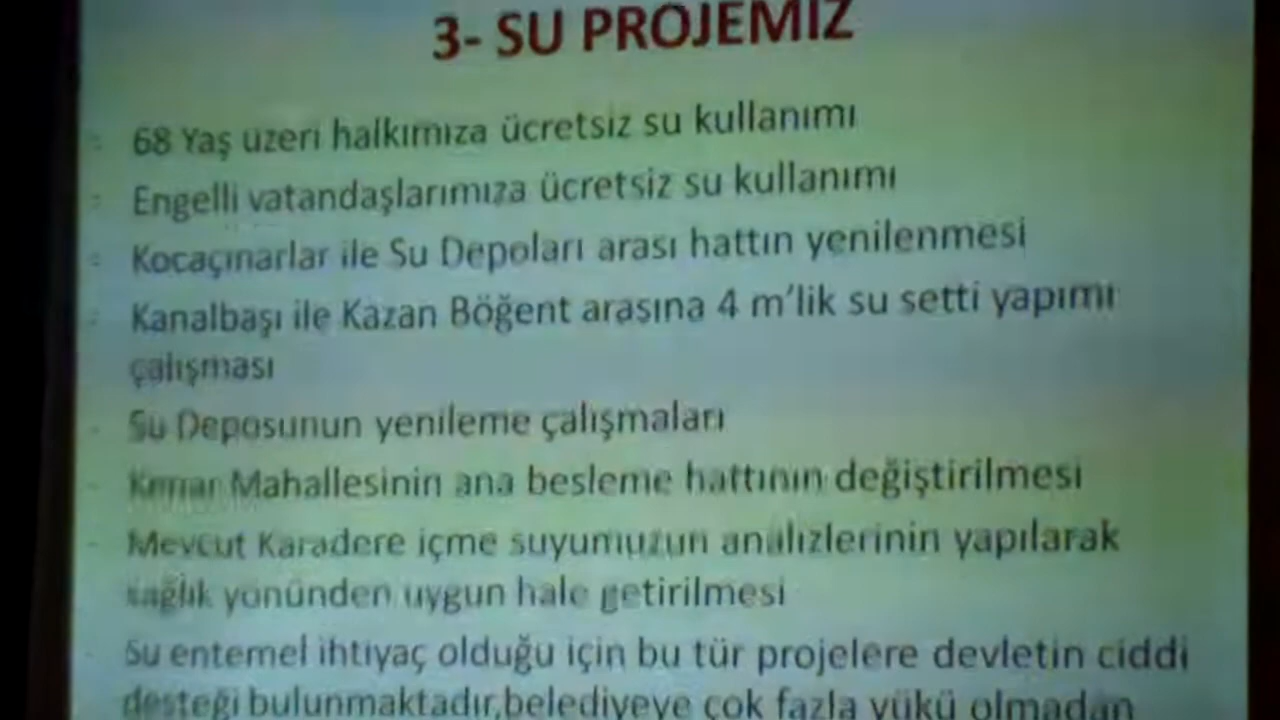 3- SU PROJEMİZ
68 Yaş üzeri halkımıza ücretsiz su kullanımı
Engelli vatandaşlarımıza ücretsiz su kullanımı
Kocaçınarlar ile Su Depoları arası hattın yenilenmesi
Kanalbaşı ile Kazan Böğent arasına 4 m'lik su setti yapımı
çalışması
Su Deposunun yenileme çalışmaları
Mahallesinin ana besleme hattının değiştirilmesi
Mevcut Karadere içme suyumuzun analizlerinin yapılarak
sağlık yönünden uygun hale getirilmesi
Su entemel ihtiyaç olduğu için bu tür projelere devletin ciddi
desteği bulunmaktadır,belediyeye çok fazla yükü olmadan